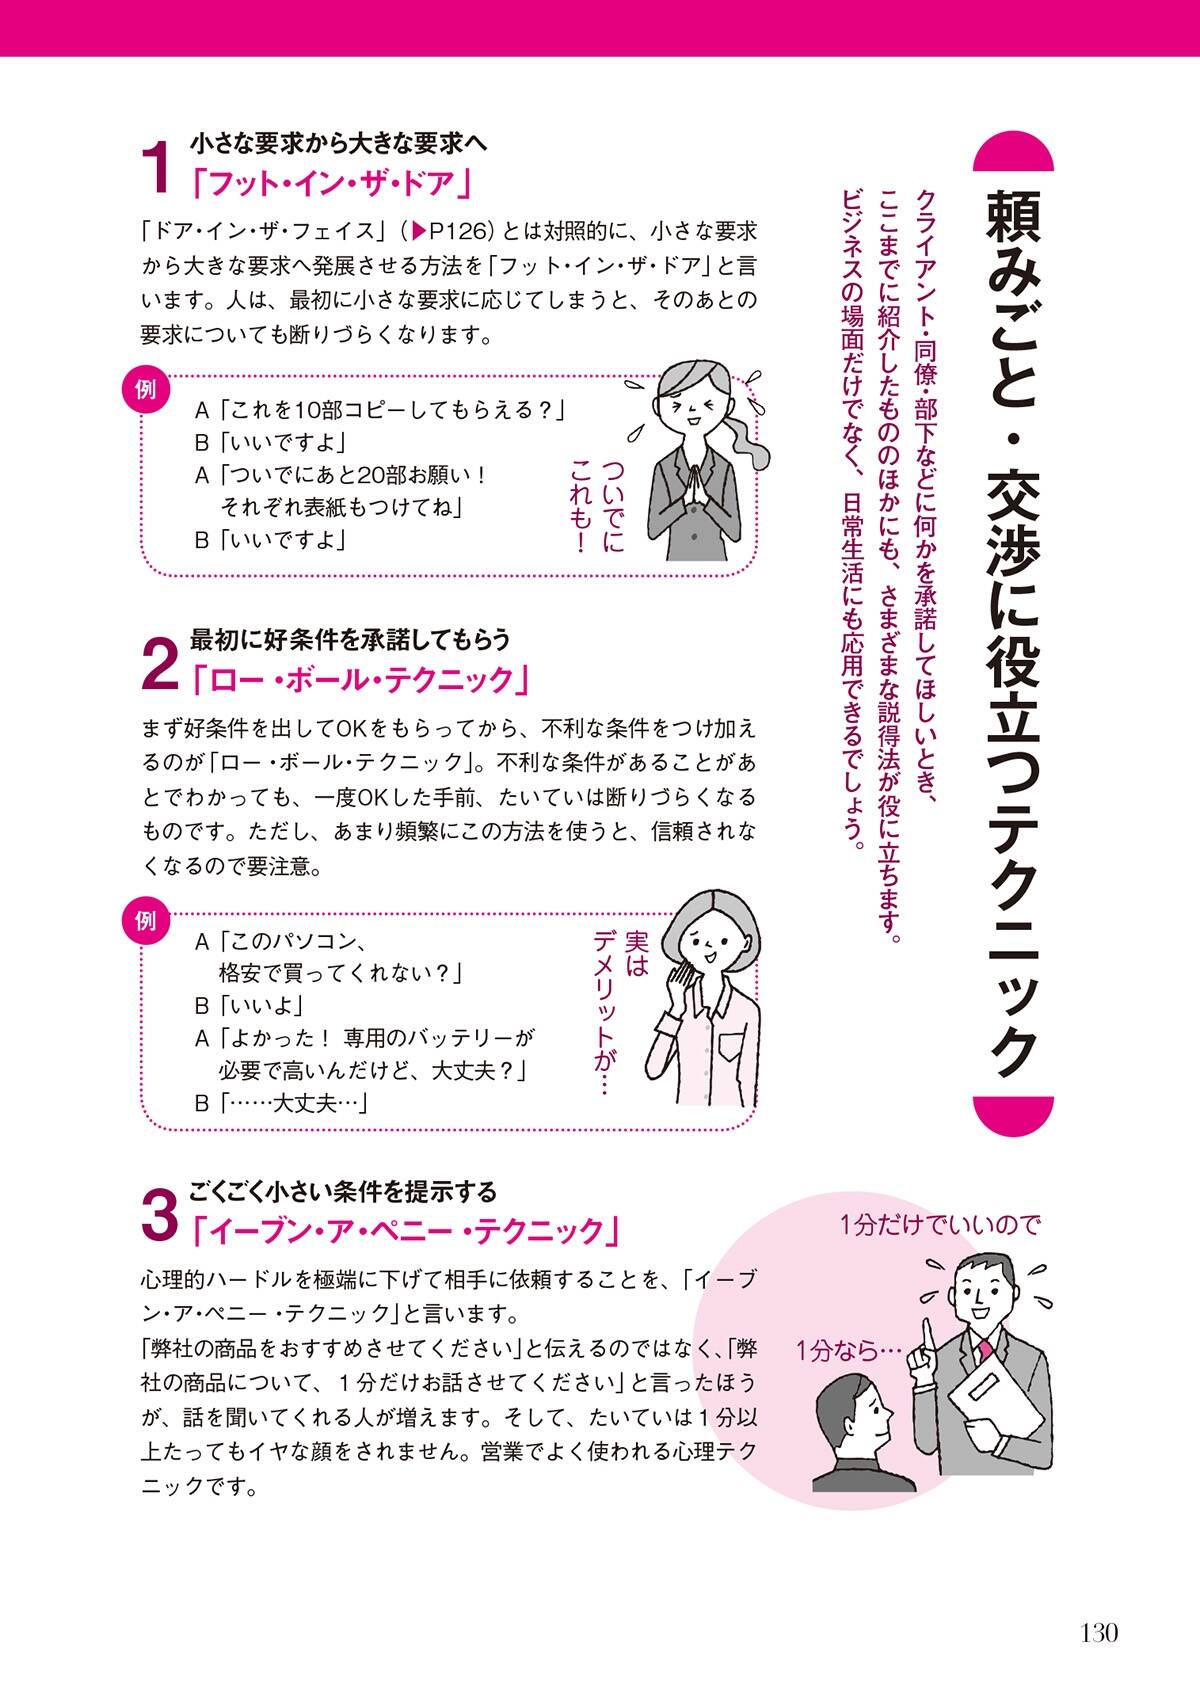 頼みごと・交渉に役立つテクニック
クライアント・同僚・部下などに何かを承諾してほしいとき、
ここまでに紹介したもののほかにも、さまざまな説得法が役に立ちます。
ビジネスの場面だけでなく、日常生活にも応用できるでしょう。
1 小さな要求から大きな要求へ
「フット・イン・ザ・ドア」
「ドア・イン・ザ・フェイス」（▶P126）とは対照的に、小さな要求
から大きな要求へ発展させる方法を「フット・イン・ザ・ドア」と言
います。人は、最初に小さな要求に応じてしまうと、そのあとの
要求についても断りづらくなります。
例
A「これを10部コピーしてもらえる？」
B「いいですよ」
A「ついでにあと20部お願い！
それぞれ表紙もつけてね」
B「いいですよ」
ついでに
これも！
2 最初に好条件を承諾してもらう
「ロー・ボール・テクニック」
まず好条件を出してOKをもらってから、不利な条件をつけ加え
るのが「ロー・ボール・テクニック」。不利な条件があることがあ
とでわかっても、一度OKした手前、たいていは断りづらくなる
ものです。ただし、あまり頻繁にこの方法を使うと、信頼されな
くなるので要注意。
例
A「このパソコン、
格安で買ってくれない？」
B「いいよ」
A「よかった！ 専用のバッテリーが
必要で高いんだけど、大丈夫？」
B「……大丈夫…」
実は
デメリットが…
3 ごくごく小さい条件を提示する
「イーブン・ア・ペニー・テクニック」
心理的ハードルを極端に下げて相手に依頼することを、「イーブ
ン・ア・ペニー・テクニック」と言います。
「弊社の商品をおすすめさせてください」と伝えるのではなく、「弊
社の商品について、1分だけお話させてください」と言ったほう
が、話を聞いてくれる人が増えます。そして、たいていは1分以
上たってもイヤな顔をされません。営業でよく使われる心理テク
ニックです。
1分だけでいいので
1分なら…
130